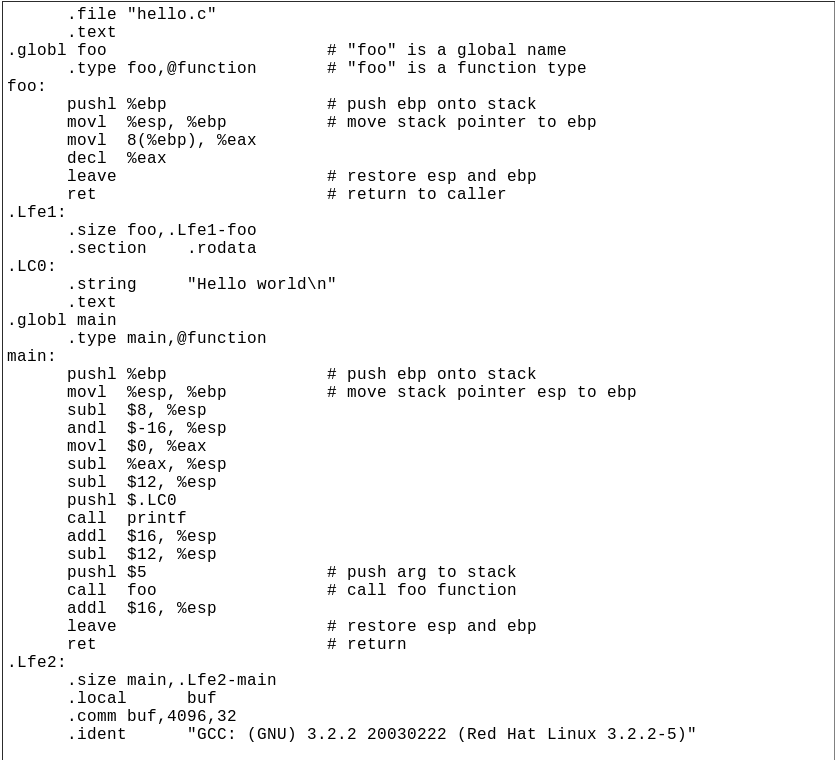 .file "hello.c"
.text
.globl foo # "foo" is a global name
.type foo,@function # "foo" is a function type
foo:
pushl %ebp # push ebp onto stack
movl %esp, %ebp # move stack pointer to ebp
movl 8(%ebp), %eax
decl %eax
leave # restore esp and ebp
ret # return to caller
.Lfe1:
.size foo,.Lfe1-foo
.section .rodata
.LC0:
.string "Hello world\n"
.text
.globl main
.type main,@function
main:
pushl %ebp # push ebp onto stack
movl %esp, %ebp # move stack pointer esp to ebp
subl $8, %esp
andl $-16, %esp
movl $0, %eax
subl %eax, %esp
subl $12, %esp
pushl $.LC0
call printf
addl $16, %esp
subl $12, %esp
pushl $5 # push arg to stack
call foo # call foo function
addl $16, %esp
leave # restore esp and ebp
ret # return
.Lfe2:
.size main,.Lfe2-main
.local buf
.comm buf,4096,32
.ident "GCC: (GNU) 3.2.2 20030222 (Red Hat Linux 3.2.2-5)"